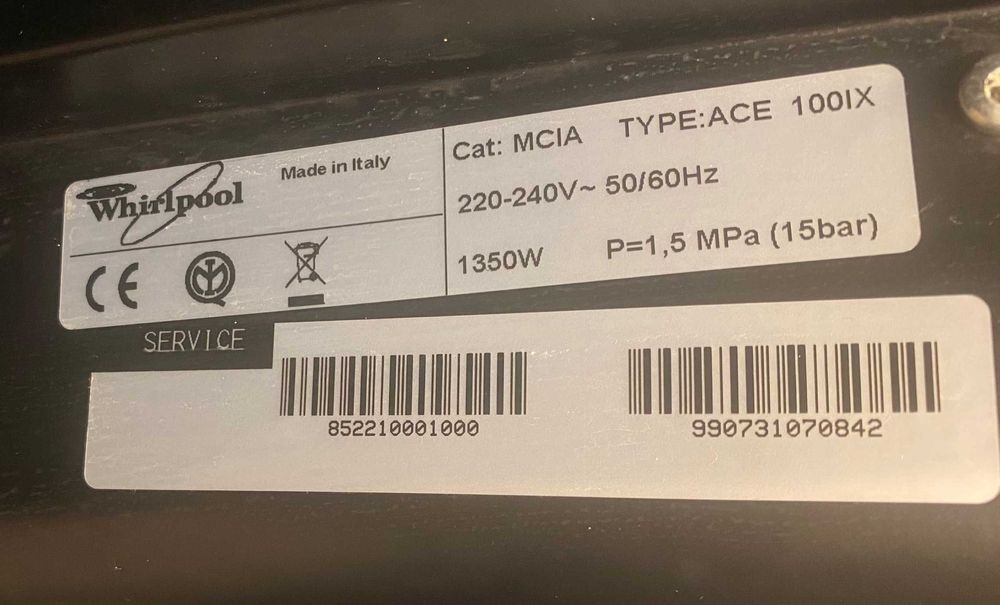 Whirlpool
Made in Italy
CE
Cat: MCIA TYPE:ACE 100IX
220-240V~ 50/60Hz
1350W P=1,5 MPa (15bar)
SERVICE
852210001000
990731070842